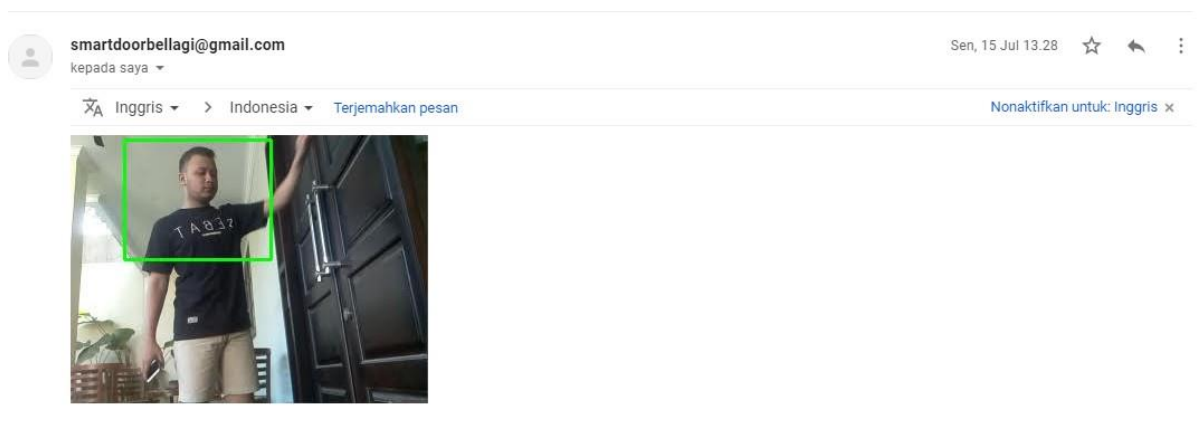 smartdoorbellagi@gmail.com
Sen, 15 Jul 13.28
kepada saya
Inggris > Indonesia Terjemahkan pesan
Nonaktifkan untuk: Inggris ×